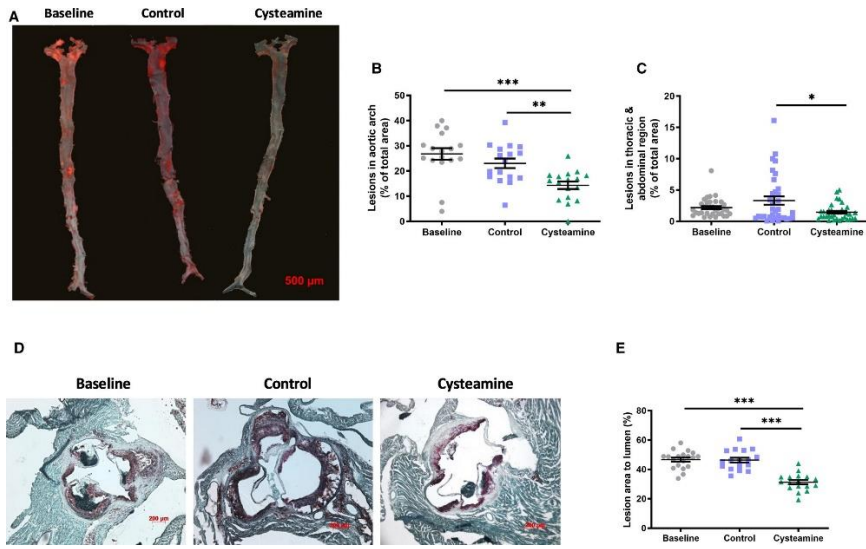 A
Baseline
Control
Cysteamine
500 µm
B
Lesions in aortic arch
(% of total area)
50
40
30
20
10
0
***
**
Baseline
Control
Cysteamine
C
Lesions in thoracic &
abdominal region
(% of total area)
20
15
10
5
0
*
Baseline
Control
Cysteamine
D
Baseline
Control
Cysteamine
200 µm
E
Lesion area to lumen (%)
80
60
40
20
0
***
***
Baseline
Control
Cysteamine